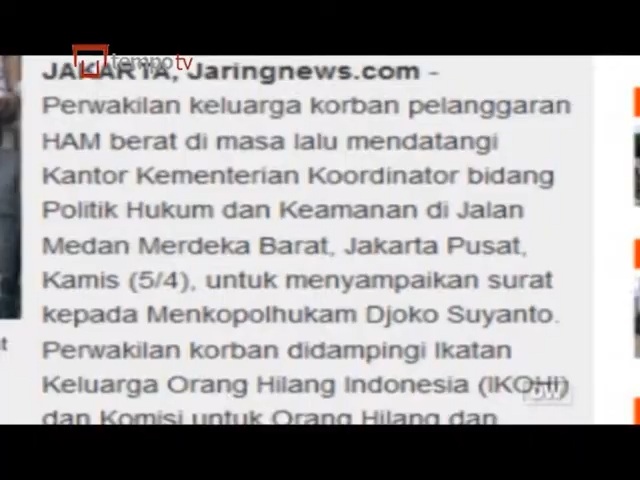 tempo tv
JAKARTA, Jaringnews.com -
Perwakilan keluarga korban pelanggaran
HAM berat di masa lalu mendatangi
Kantor Kementerian Koordinator bidang
Politik Hukum dan Keamanan di Jalan
Medan Merdeka Barat, Jakarta Pusat,
Kamis (5/4), untuk menyampaikan surat
kepada Menkopolhukam Djoko Suyanto.
Perwakilan korban didampingi Ikatan
Keluarga Orang Hilang Indonesia (IKOHI)
dan Komisi untuk Orang Hilang dan